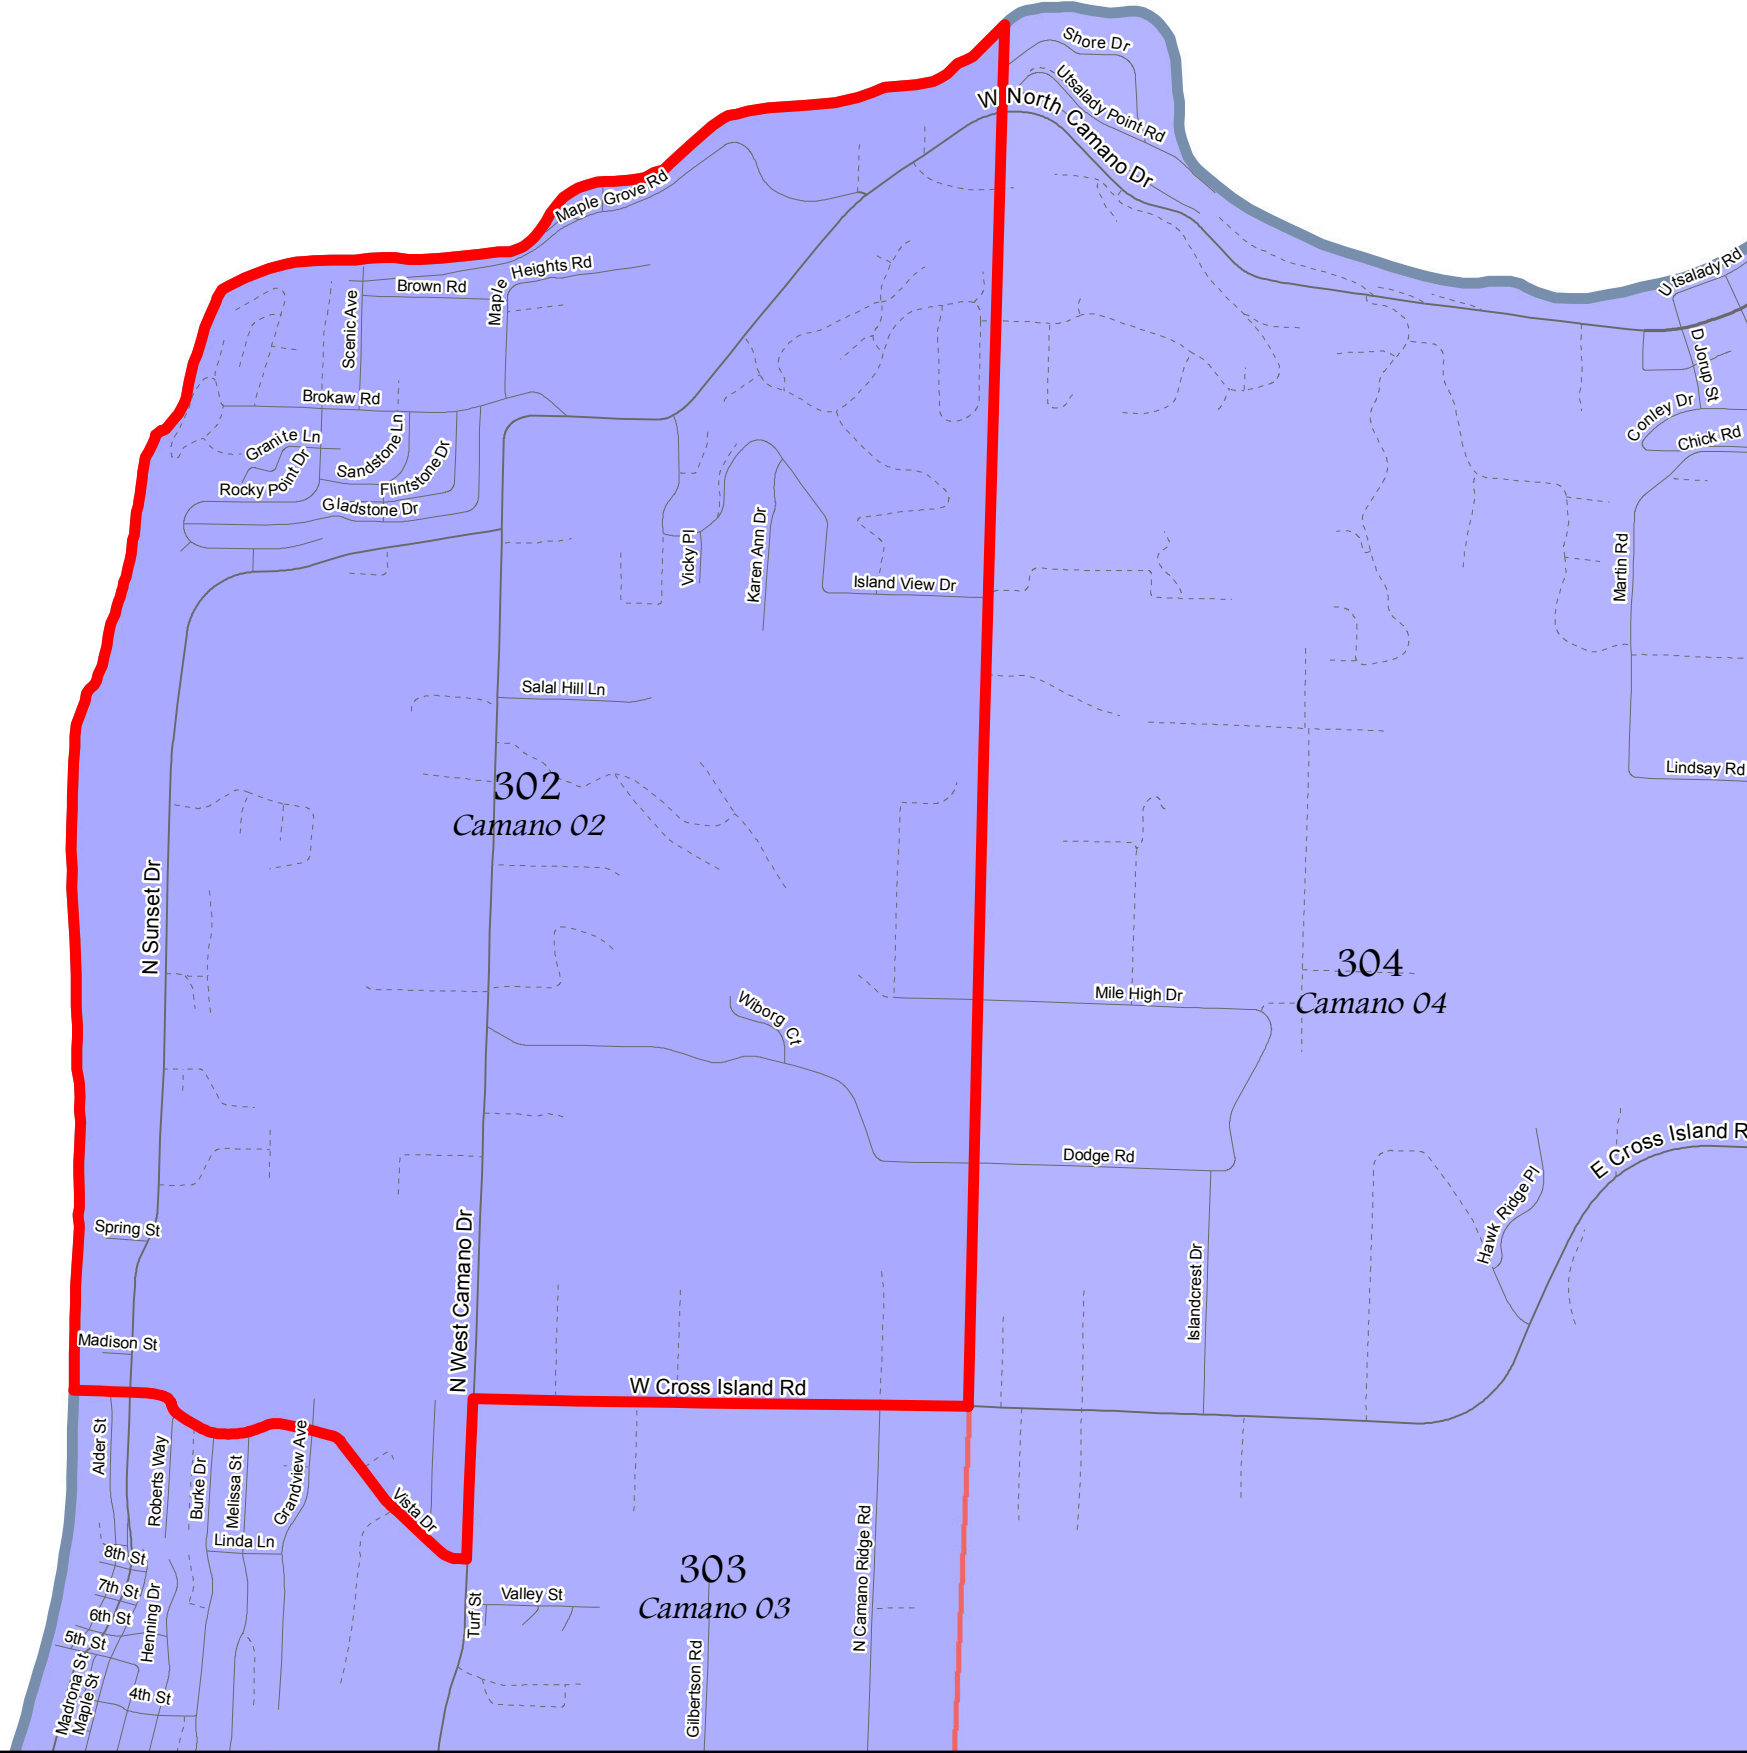 Shore Dr
Utsalady Point Rd
W North Camano Dr
Maple Grove Rd
Utsalady Rd
Heights Rd
Maple
Brown Rd
Scenic Ave
D Jorup St
Brokaw Rd
Conley Dr
Chick Rd
Granite Ln
Sandstone Ln
Flintstone Dr
Rocky Point Dr
Gladstone Dr
Vicky Pl
Karen Ann Dr
Island View Dr
Martin Rd
Salal Hill Ln
Lindsay Rd
302
Camano 02
N Sunset Dr
304
Camano 04
Mile High Dr
Wiborg Ct
Dodge Rd
E Cross Island R
Hawk Ridge Pl
Spring St
N West Camano Dr
Islandcrest Dr
Madison St
W Cross Island Rd
Alder St
Roberts Way
Burke Dr
Melissa St
Grandview Ave
Vista Dr
Linda Ln
8th St
7th St
6th St
5th St
Henning Dr
Madrona St
Maple St
4th St
Turf St
Valley St
303
Camano 03
Gilbertson Rd
N Camano Ridge Rd